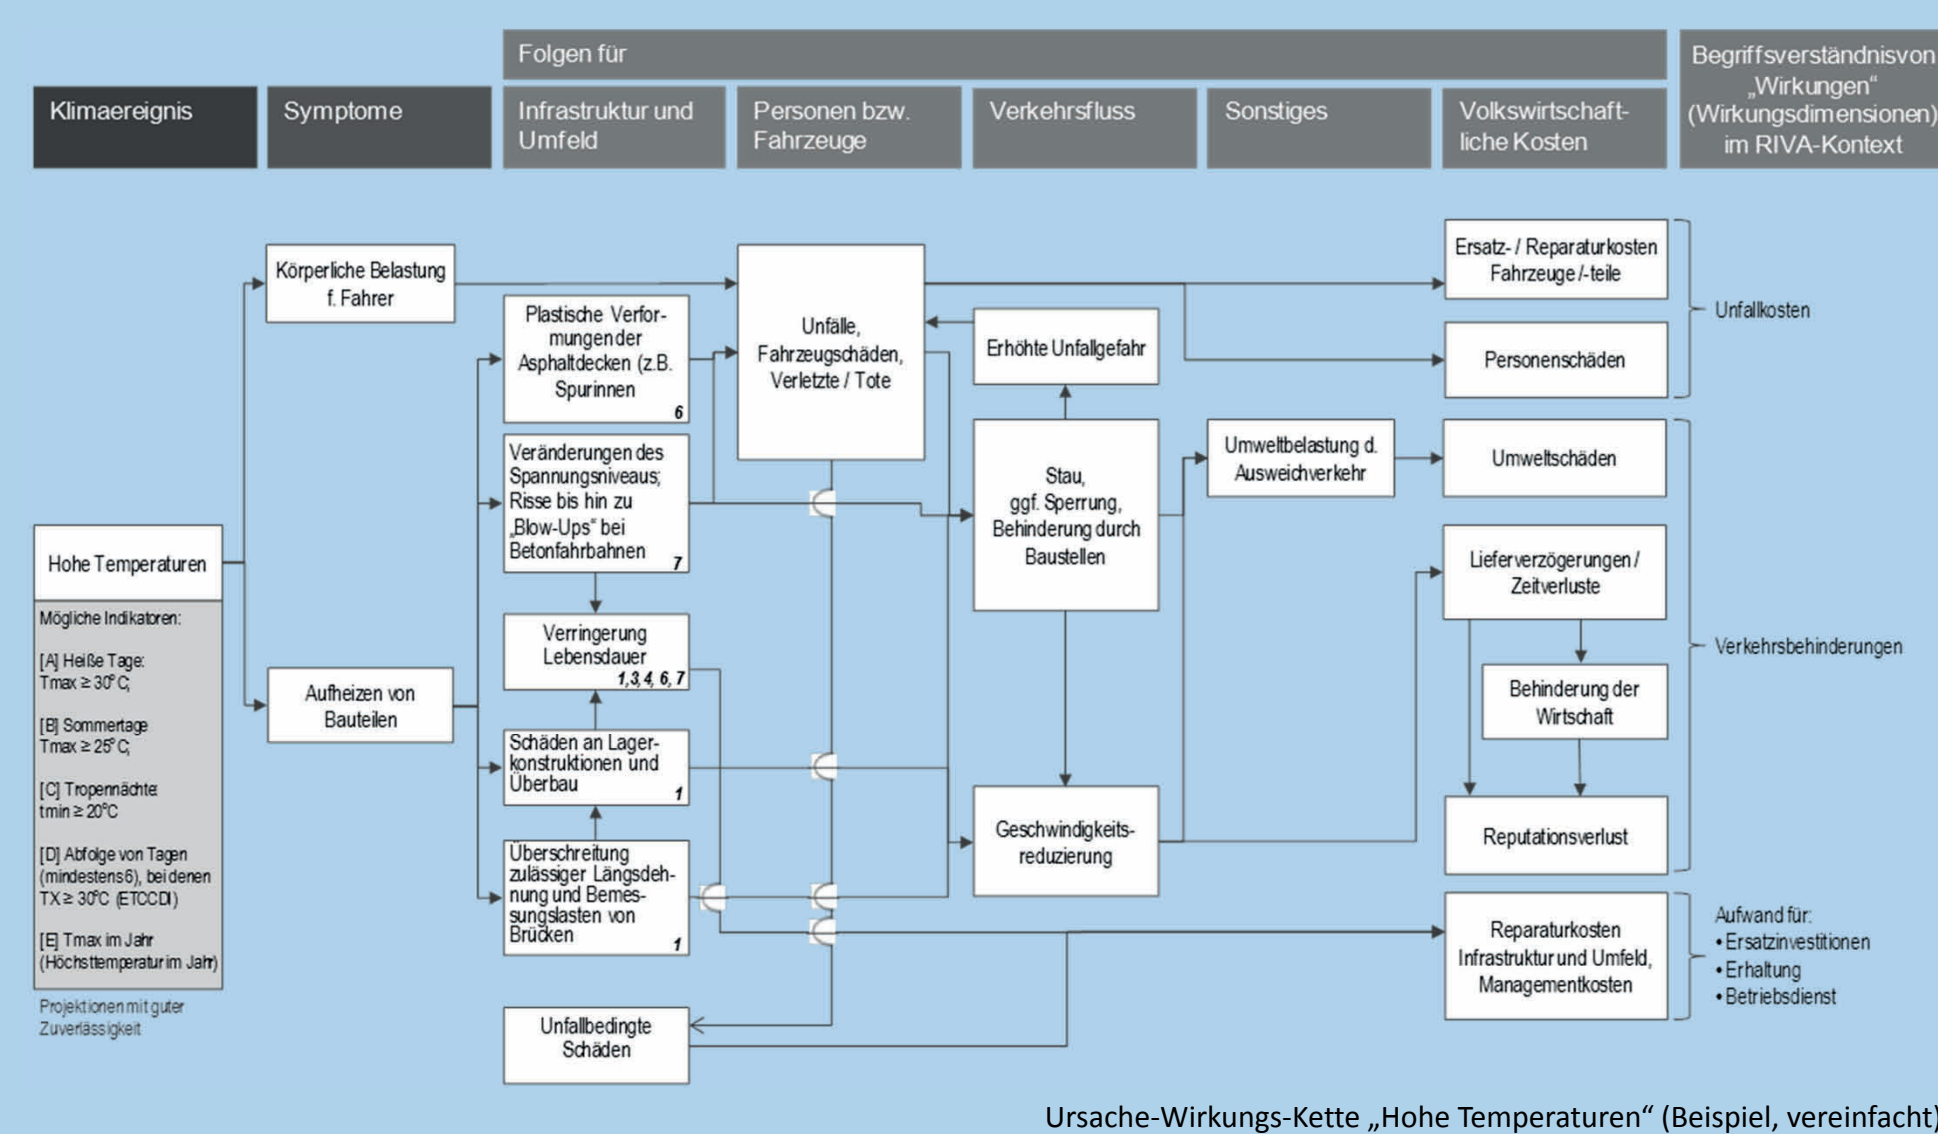 Folgen für
Begriffsverständnisvon
„Wirkungen“
(Wirkungsdimensionen)
im RIVA-Kontext
Klimaereignis
Symptome
Infrastruktur und
Umfeld
Personen bzw.
Fahrzeuge
Verkehrsfluss
Sonstiges
Volkswirtschaft-
liche Kosten
Hohe Temperaturen
Mögliche Indikatoren:
[A] Heiße Tage:
Tmax ≥ 30°C;
[B] Sommertage
Tmax ≥ 25°C;
[C] Tropennächte:
tmin ≥ 20°C
[D] Abfolge von Tagen
(mindestens6), bei denen
TX ≥ 30°C (ETCCDI)
[E] Tmax im Jahr
(Höchsttemperatur im Jahr)
Projektionen mit guter
Zuverlässigkeit
Körperliche Belastung
f. Fahrer
Aufheizen von
Bauteilen
Plastische Verfor-
mungen der
Asphaltdecken (z.B.
Spurinnen
6
Veränderungen des
Spannungsniveaus;
Risse bis hin zu
„Blow-Ups“ bei
Betonfahrbahnen
7
Verringerung
Lebensdauer
1,3, 4, 6, 7
Schäden an Lager-
konstruktionen und
Überbau
1
Überschreitung
zulässiger Längsdeh-
nung und Bemes-
sungslasten von
Brücken
1
Unfallbedingte
Schäden
Unfälle,
Fahrzeugschäden,
Verletzte / Tote
Erhöhte Unfallgefahr
Stau,
ggf. Sperrung,
Behinderung durch
Baustellen
Geschwindigkeits-
reduzierung
Umweltbelastung d.
Ausweichverkehr
Ersatz- / Reparaturkosten
Fahrzeuge /-teile
Personenschäden
Umweltschäden
Lieferverzögerungen /
Zeitverluste
Behinderung der
Wirtschaft
Reputationsverlust
Reparaturkosten
Infrastruktur und Umfeld,
Managementkosten
Unfallkosten
Verkehrsbehinderungen
Aufwand für:
• Ersatzinvestitionen
• Erhaltung
• Betriebsdienst
Ursache-Wirkungs-Kette „Hohe Temperaturen“ (Beispiel, vereinfacht)